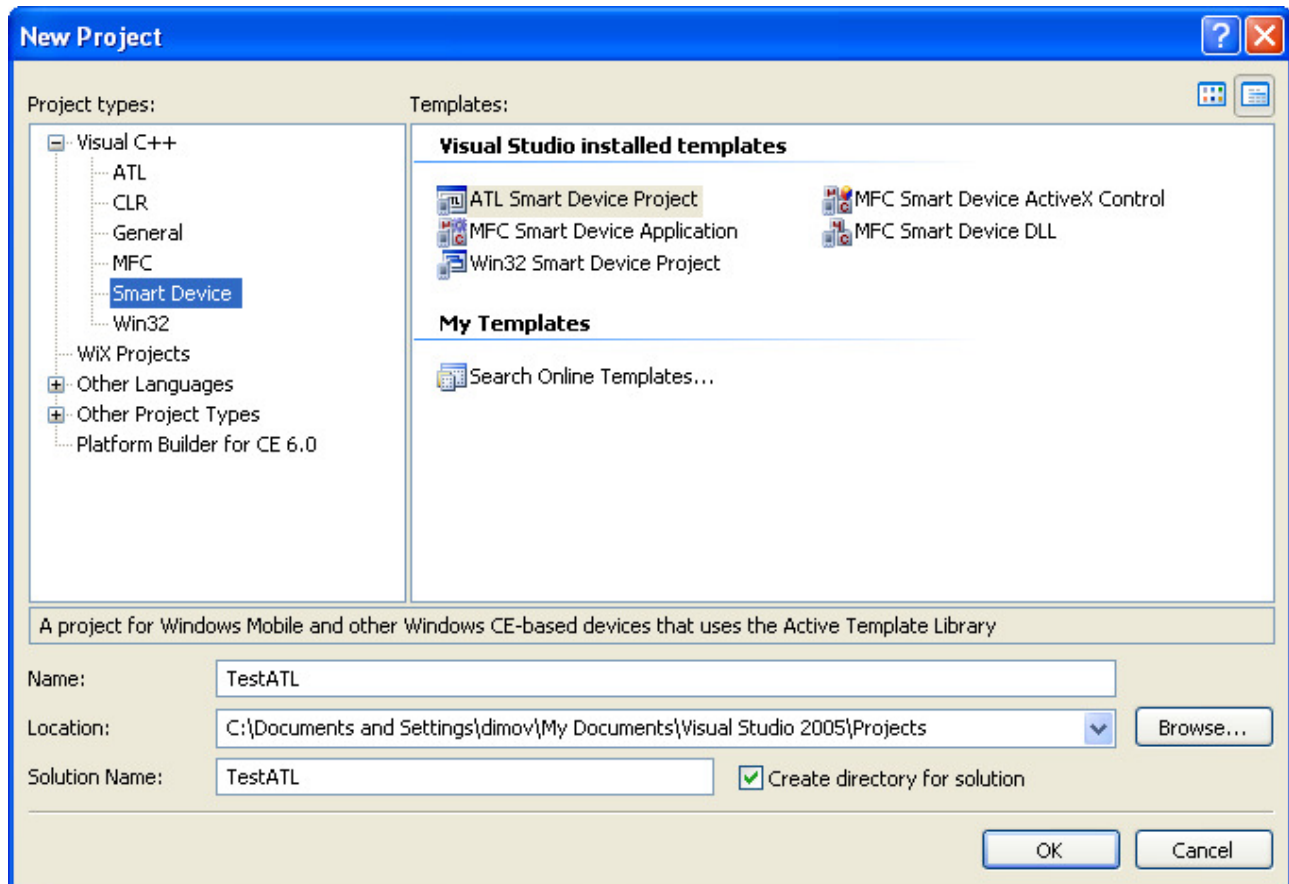 New Project
Project types:
Templates:
Visual C++
ATL
CLR
General
MFC
Smart Device
Win32
WiX Projects
Other Languages
Other Project Types
Platform Builder for CE 6.0
Visual Studio installed templates
ATL Smart Device Project
MFC Smart Device ActiveX Control
MFC Smart Device Application
MFC Smart Device DLL
Win32 Smart Device Project
My Templates
Search Online Templates...
A project for Windows Mobile and other Windows CE-based devices that uses the Active Template Library
Name:
TestATL
Location:
C:\Documents and Settings\dimov\My Documents\Visual Studio 2005\Projects
Browse...
Solution Name:
TestATL
Create directory for solution
OK
Cancel